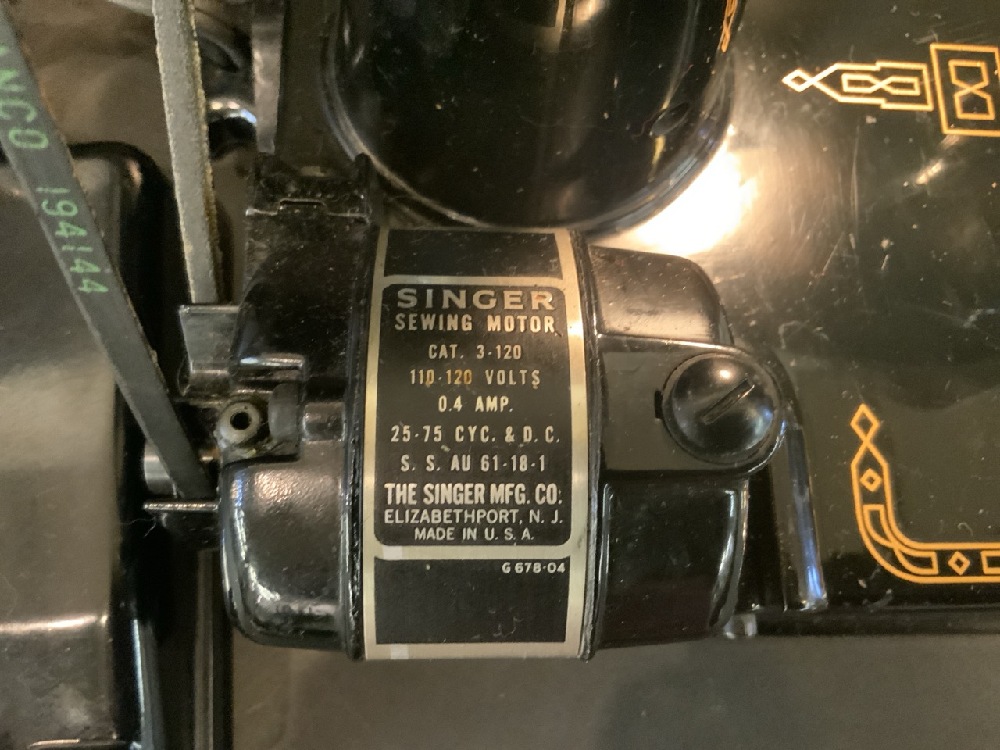 ANCO 194144
SINGER
SEWING MOTOR
CAT. 3-120
110-120 VOLTS
0.4 AMP.
25-75 CYC. & D.C.
S. S. AU 61-18-1
THE SINGER MFG. CO.
ELIZABETHPORT, N. J.
MADE IN U. S. A.
G 678-04